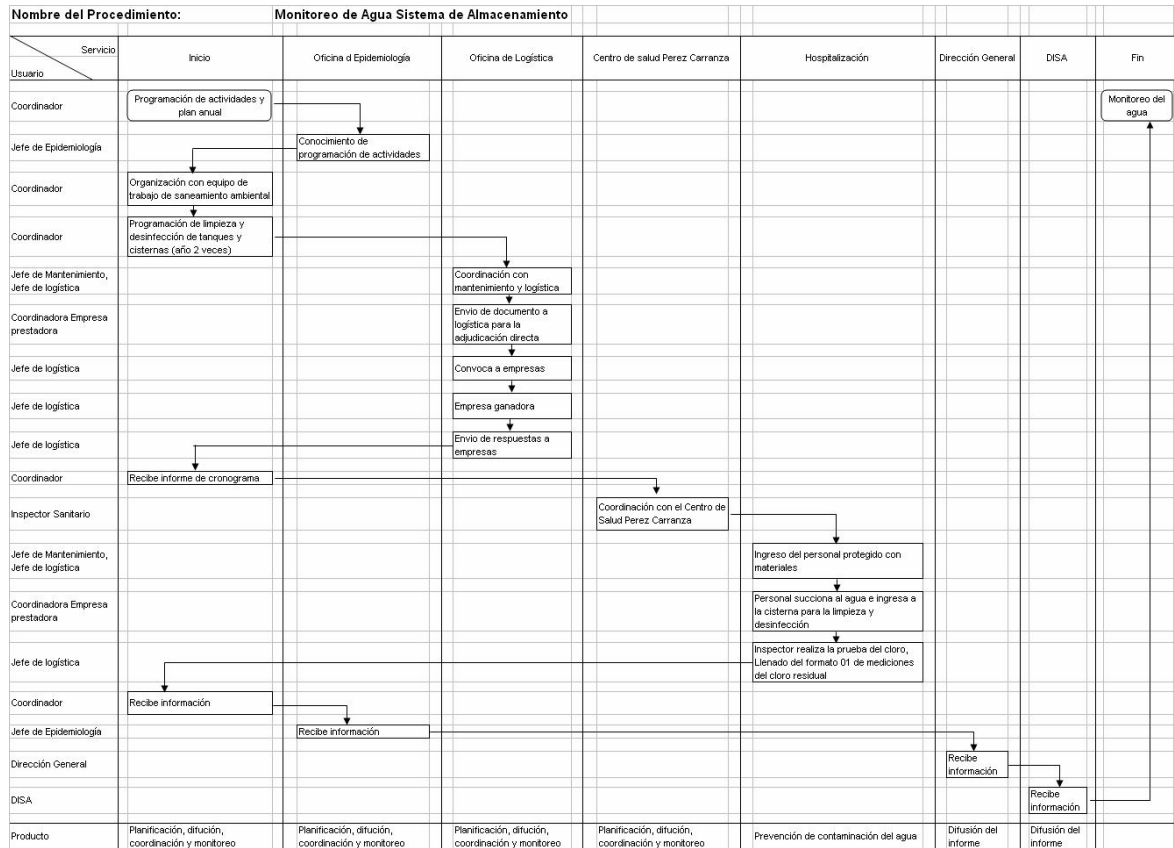 Nombre del Procedimiento: Monitoreo de Agua Sistema de Almacenamiento
Servicio
Usuario
Inicio
Oficina d Epidemiología
Oficina de Logística
Centro de salud Perez Carranza
Hospitalización
Dirección General
DISA
Fin
Coordinador
Programación de actividades y
plan anual
Monitoreo del
agua
Jefe de Epidemiología
Conocimiento de
programación de actividades
Coordinador
Organización con equipo de
trabajo de saneamiento ambiental
Coordinador
Programación de limpieza y
desinfección de tanques y
cisternas (año 2 veces)
Jefe de Mantenimiento,
Jefe de logística
Coordinación con
mantenimiento y logística
Coordinadora Empresa
prestadora
Envio de documento a
logística para la
adjudicación directa
Jefe de logística
Convoca a empresas
Jefe de logística
Empresa ganadora
Jefe de logística
Envio de respuestas a
empresas
Coordinador
Recibe informe de cronograma
Inspector Sanitario
Coordinación con el Centro de
Salud Perez Carranza
Jefe de Mantenimiento,
Jefe de logística
Ingreso del personal protegido con
materiales
Coordinadora Empresa
prestadora
Personal succiona al agua e ingresa a
la cisterna para la limpieza y
desinfección
Jefe de logística
Inspector realiza la prueba del cloro,
Llenado del formato 01 de mediciones
del cloro residual
Coordinador
Recibe información
Jefe de Epidemiología
Recibe información
Dirección General
Recibe
información
DISA
Recibe
información
Producto
Planificación, difución,
coordinación y monitoreo
Planificación, difución,
coordinación y monitoreo
Planificación, difución,
coordinación y monitoreo
Planificación, difución,
coordinación y monitoreo
Prevención de contaminación del agua
Difusión del
informe
Difusión del
informe